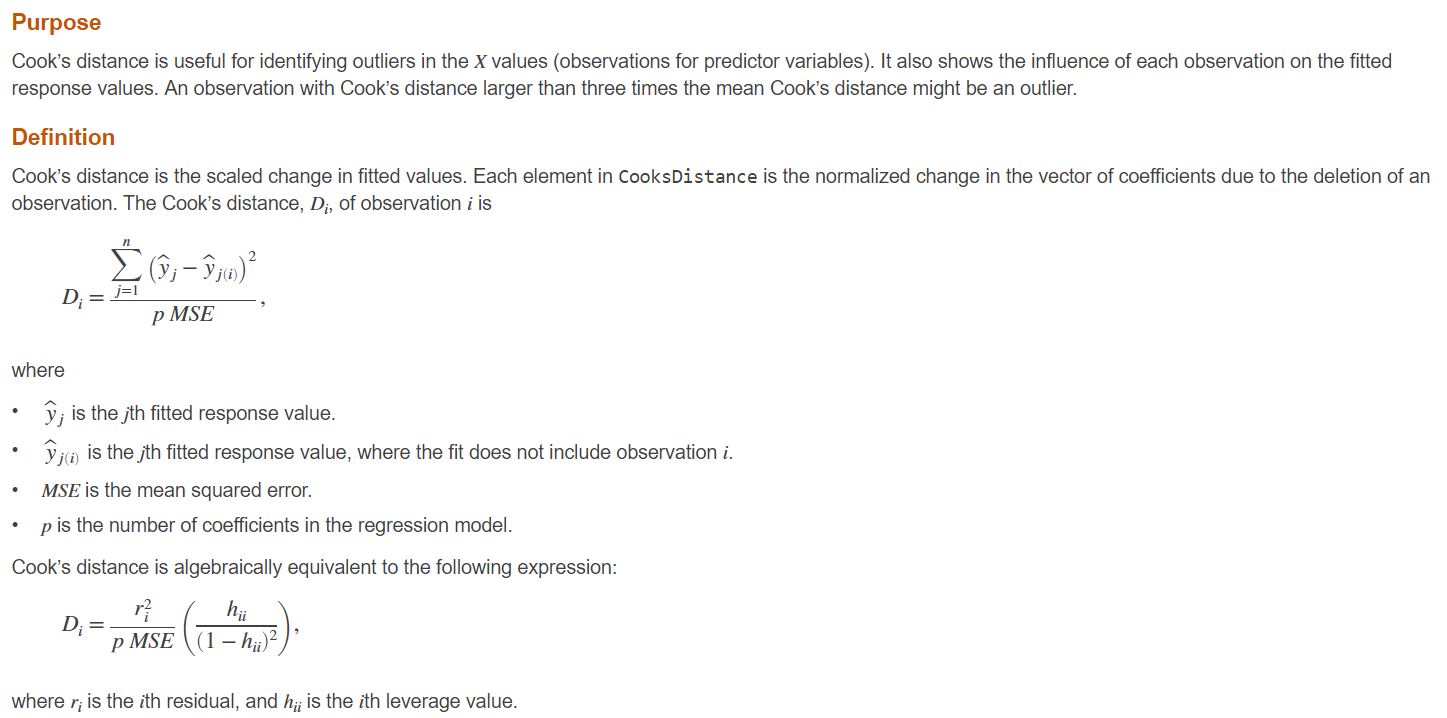 Purpose
Cook's distance is useful for identifying outliers in the X values (observations for predictor variables). It also shows the influence of each observation on the fitted
response values. An observation with Cook's distance larger than three times the mean Cook's distance might be an outlier.
Definition
Cook's distance is the scaled change in fitted values. Each element in CooksDistance is the normalized change in the vector of coefficients due to the deletion of an
observation. The Cook's distance, D_i, of observation i is
D_i = \frac{\sum_{j=1}^{n} (\hat{y}_j − \hat{y}_{j(i)})^2}{p MSE},
where
• \hat{y}_j is the jth fitted response value.
• \hat{y}_{j(i)} is the jth fitted response value, where the fit does not include observation i.
• MSE is the mean squared error.
• p is the number of coefficients in the regression model.
Cook's distance is algebraically equivalent to the following expression:
D_i = \frac{r_i^2}{p MSE} \left( \frac{h_{ii}}{(1 − h_{ii})^2} \right),
where r_i is the ith residual, and h_{ii} is the ith leverage value.